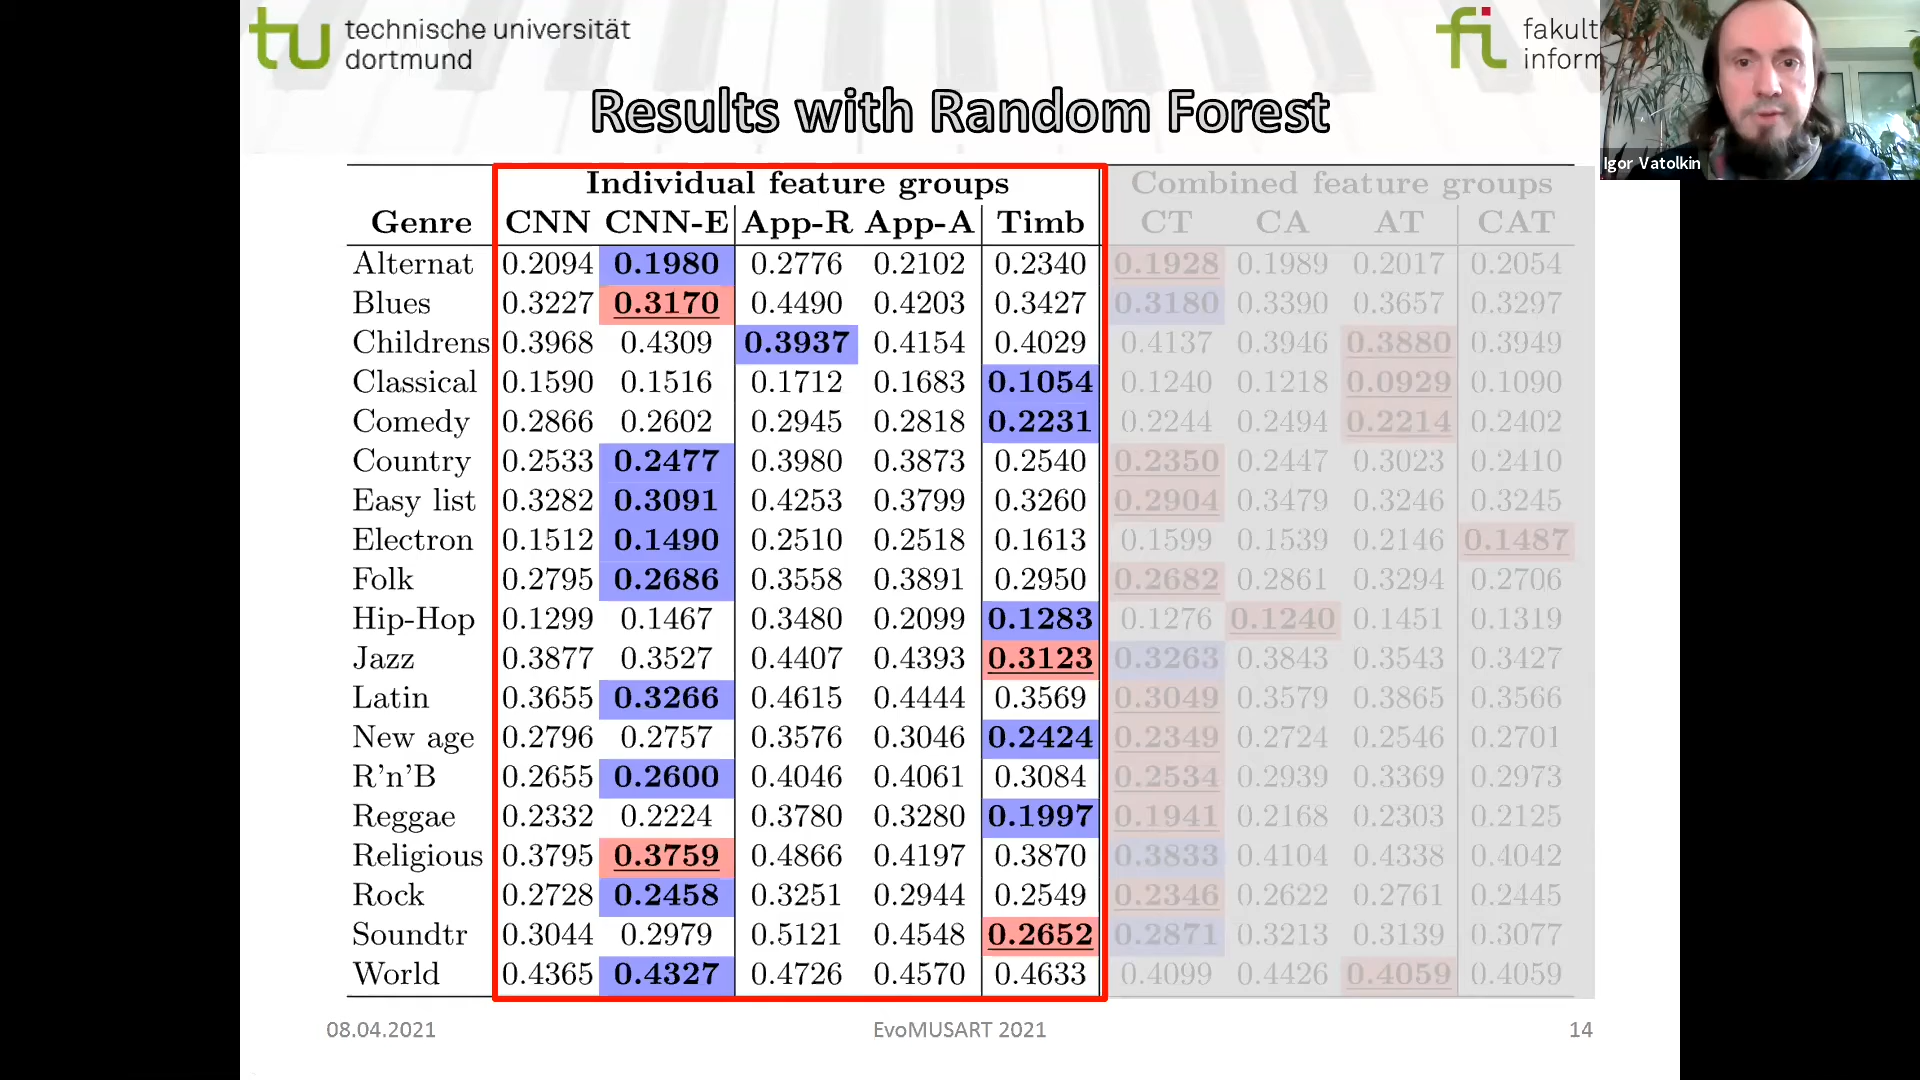 technische universität
dortmund
fakult
inform
Igor Vatolkin
Results with Random Forest
Individual feature groups Combined feature groups
Genre CNN CNN-E App-R App-A Timb CT CA AT CAT
Alternat 0.2094 0.1980 0.2776 0.2102 0.2340 0.1928 0.1989 0.2017 0.2054
Blues 0.3227 0.3170 0.4490 0.4203 0.3427 0.3180 0.3390 0.3657 0.3297
Childrens 0.3968 0.4309 0.3937 0.4154 0.4029 0.4137 0.3946 0.3880 0.3949
Classical 0.1590 0.1516 0.1712 0.1683 0.1054 0.1240 0.1218 0.0929 0.1090
Comedy 0.2866 0.2602 0.2945 0.2818 0.2231 0.2244 0.2494 0.2214 0.2402
Country 0.2533 0.2477 0.3980 0.3873 0.2540 0.2350 0.2447 0.3023 0.2410
Easy list 0.3282 0.3091 0.4253 0.3799 0.3260 0.2904 0.3479 0.3246 0.3245
Electron 0.1512 0.1490 0.2510 0.2518 0.1613 0.1599 0.1539 0.2146 0.1487
Folk 0.2795 0.2686 0.3558 0.3891 0.2950 0.2682 0.2861 0.3294 0.2706
Hip-Hop 0.1299 0.1467 0.3480 0.2099 0.1283 0.1276 0.1240 0.1451 0.1319
Jazz 0.3877 0.3527 0.4407 0.4393 0.3123 0.3263 0.3843 0.3543 0.3427
Latin 0.3655 0.3266 0.4615 0.4444 0.3569 0.3049 0.3579 0.3865 0.3566
New age 0.2796 0.2757 0.3576 0.3046 0.2424 0.2349 0.2724 0.2546 0.2701
R'n'B 0.2655 0.2600 0.4046 0.4061 0.3084 0.2534 0.2939 0.3369 0.2973
Reggae 0.2332 0.2224 0.3780 0.3280 0.1997 0.1941 0.2168 0.2303 0.2125
Religious 0.3795 0.3759 0.4866 0.4197 0.3870 0.3833 0.4104 0.4338 0.4042
Rock 0.2728 0.2458 0.3251 0.2944 0.2549 0.2346 0.2622 0.2761 0.2445
Soundtr 0.3044 0.2979 0.5121 0.4548 0.2652 0.2871 0.3213 0.3139 0.3077
World 0.4365 0.4327 0.4726 0.4570 0.4633 0.4099 0.4426 0.4059 0.4059
08.04.2021 EvoMUSART 2021 14